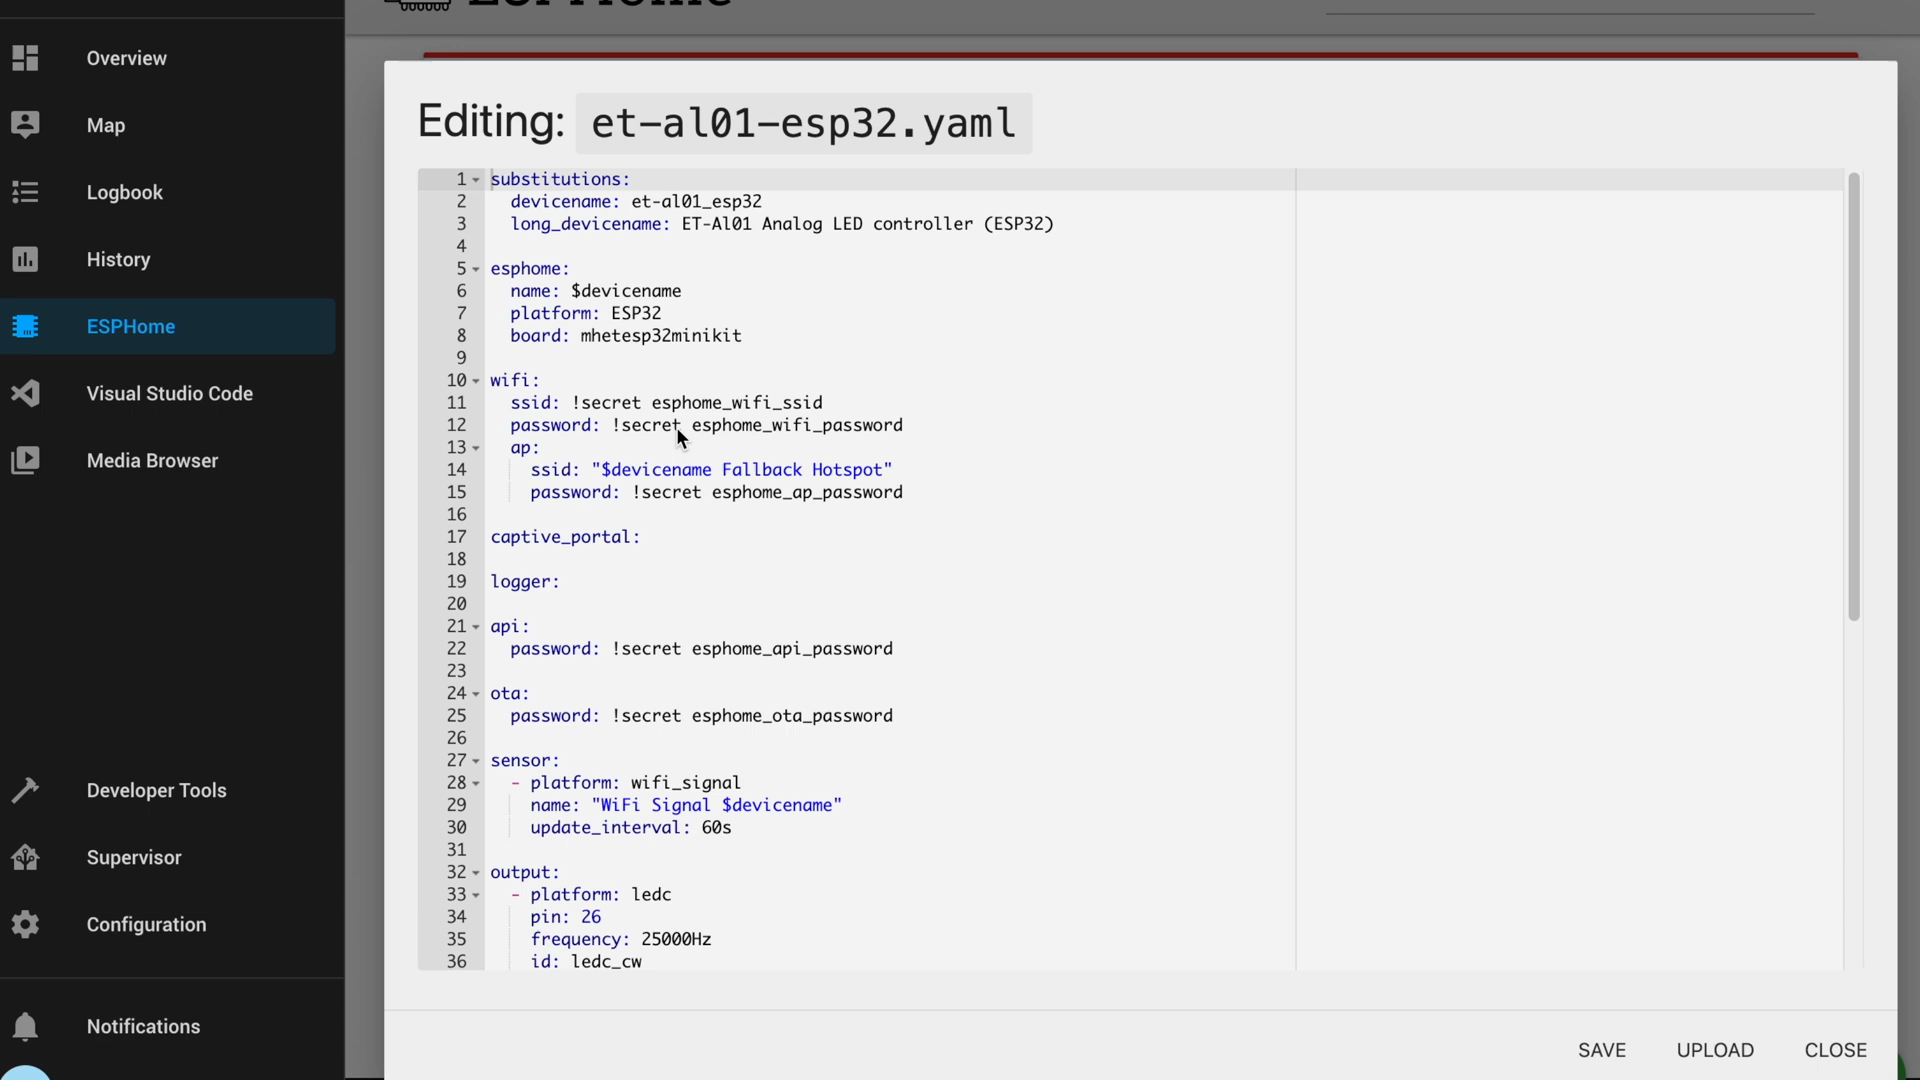 ESPHome
Overview
Map
Logbook
History
ESPHome
Visual Studio Code
Media Browser
Developer Tools
Supervisor
Configuration
Notifications
Editing: et-al01-esp32.yaml
1 substitutions:
2 devicename: et-al01_esp32
3 long_devicename: ET-Al01 Analog LED controller (ESP32)
4
5 esphome:
6 name: $devicename
7 platform: ESP32
8 board: mhetesp32minikit
9
10 wifi:
11 ssid: !secret esphome_wifi_ssid
12 password: !secret esphome_wifi_password
13 ap:
14 ssid: "$devicename Fallback Hotspot"
15 password: !secret esphome_ap_password
16
17 captive_portal:
18
19 logger:
20
21 api:
22 password: !secret esphome_api_password
23
24 ota:
25 password: !secret esphome_ota_password
26
27 sensor:
28 - platform: wifi_signal
29 name: "WiFi Signal $devicename"
30 update_interval: 60s
31
32 output:
33 - platform: ledc
34 pin: 26
35 frequency: 25000Hz
36 id: ledc_cw
SAVE UPLOAD CLOSE